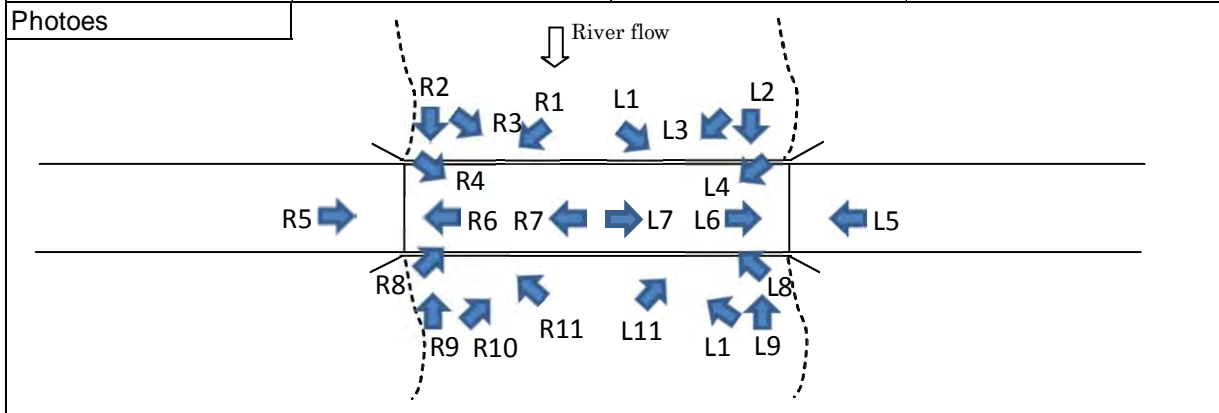 Photoes
River flow
R2 R1 L1 L2
R3 L3
R4 L4
R5 R6 R7 L7 L6 L5
R8 L8
R9 R10 R11 L11 L1 L9